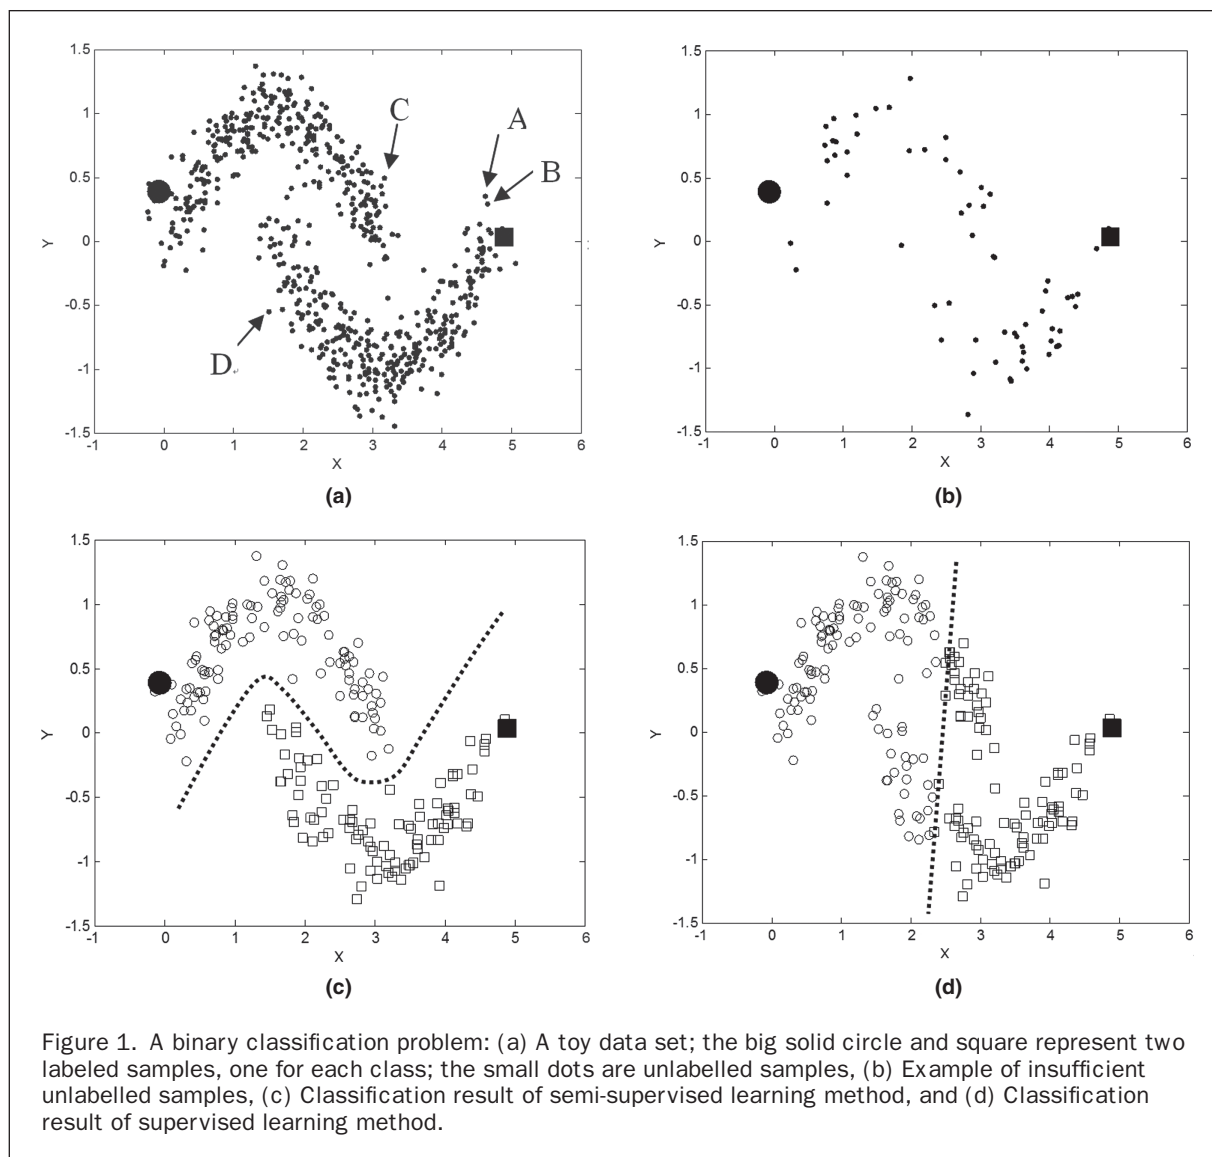 1.5
1
0.5
0
-0.5
-1
-1.5
Y
-1 0 1 2 3 4 5 6
X
A
B
C
D
(a)
1.5
1
0.5
0
-0.5
-1
-1.5
Y
-1 0 1 2 3 4 5 6
X
(b)
1.5
1
0.5
0
-0.5
-1
-1.5
Y
-1 0 1 2 3 4 5 6
X
(c)
1.5
1
0.5
0
-0.5
-1
-1.5
Y
-1 0 1 2 3 4 5 6
X
(d)
Figure 1. A binary classification problem: (a) A toy data set; the big solid circle and square represent two
labeled samples, one for each class; the small dots are unlabelled samples, (b) Example of insufficient
unlabelled samples, (c) Classification result of semi-supervised learning method, and (d) Classification
result of supervised learning method.